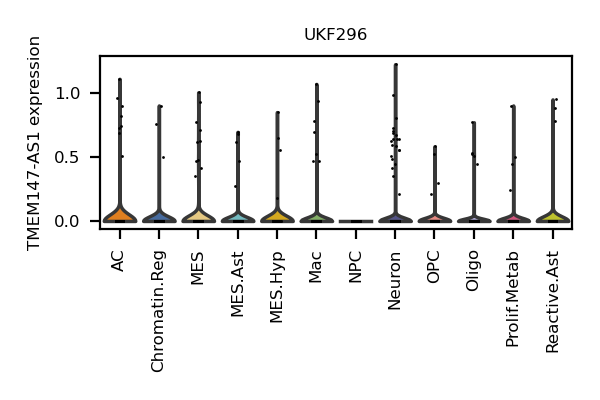 UKF296
TMEM147-AS1 expression
1.0
0.5
0.0
AC
Chromatin.Reg
MES
MES.Ast
MES.Hyp
Mac
NPC
Neuron
OPC
Oligo
Prolif.Metab
Reactive.Ast